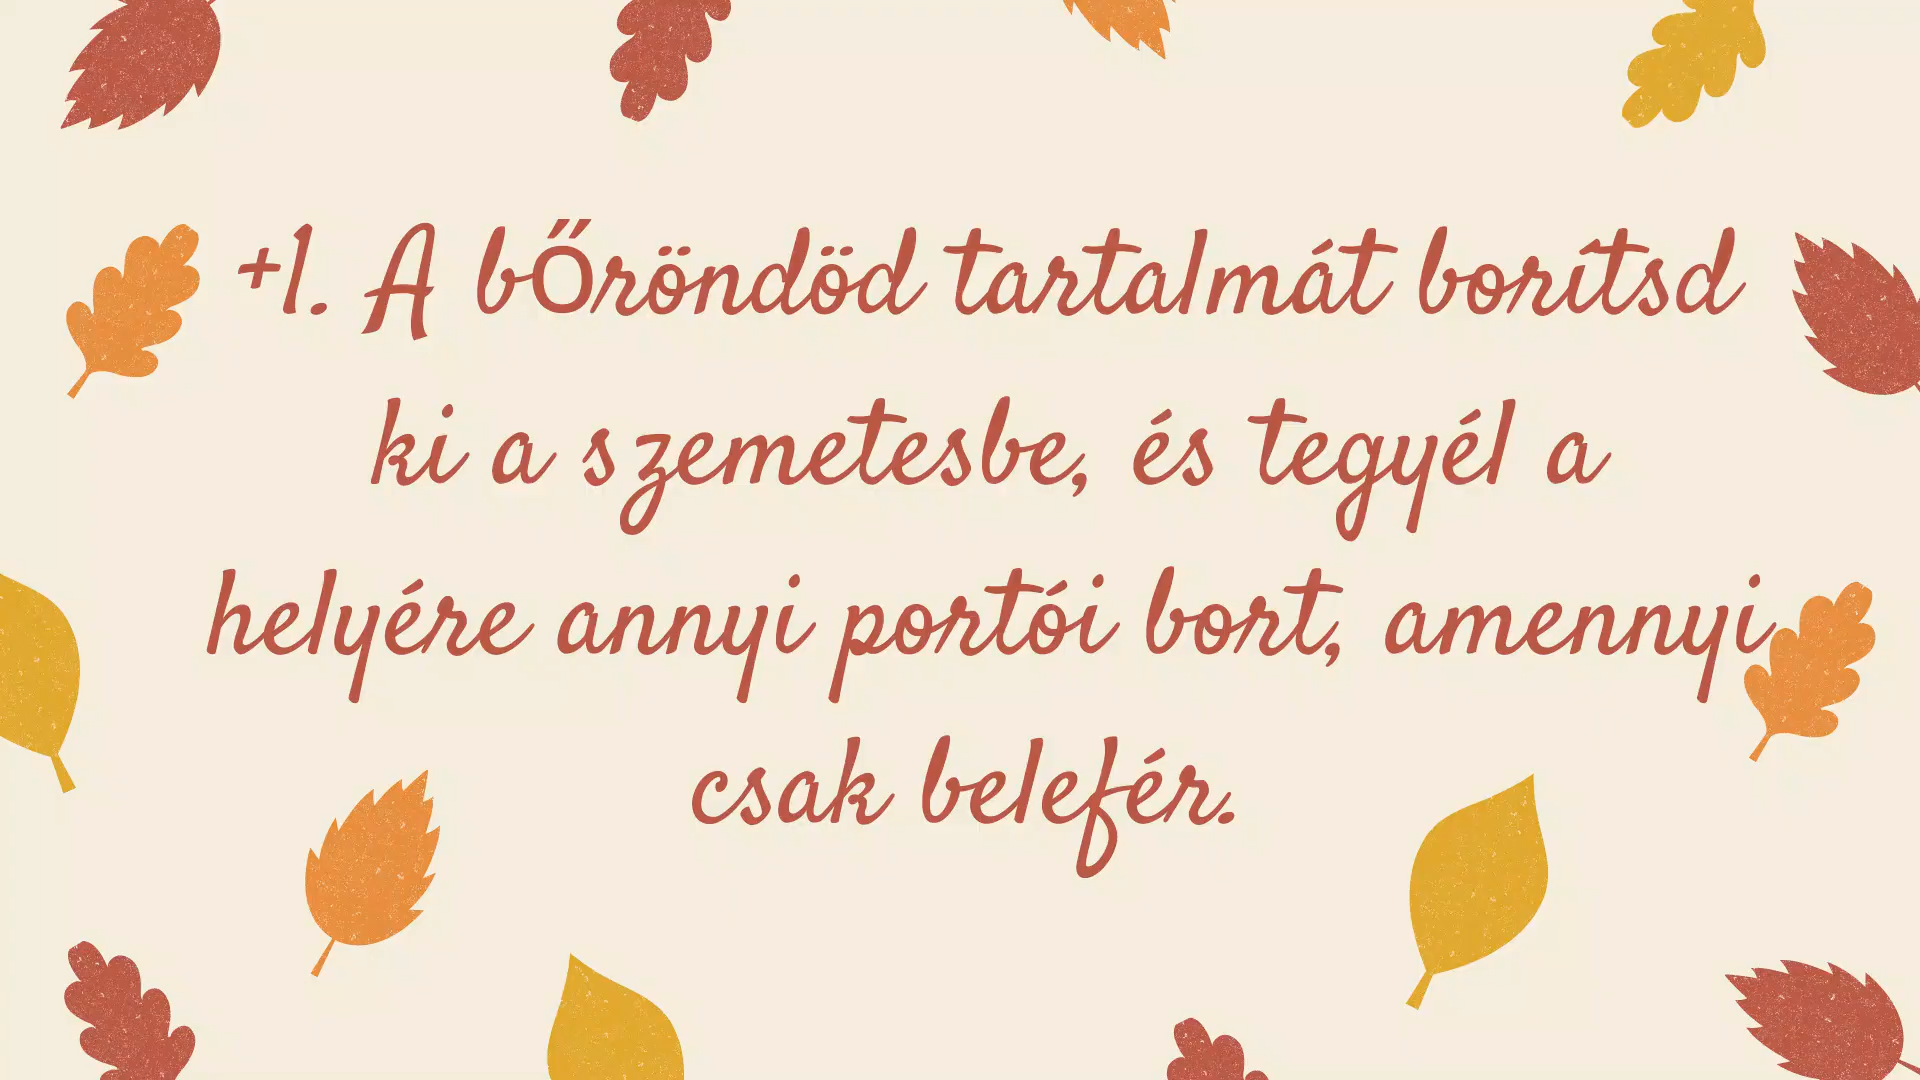 +1. A bŐröndöd tartalmát borítsd
ki a szemetesbe, és tegyél a
helyére annyi portói bort, amennyi
csak belefér.